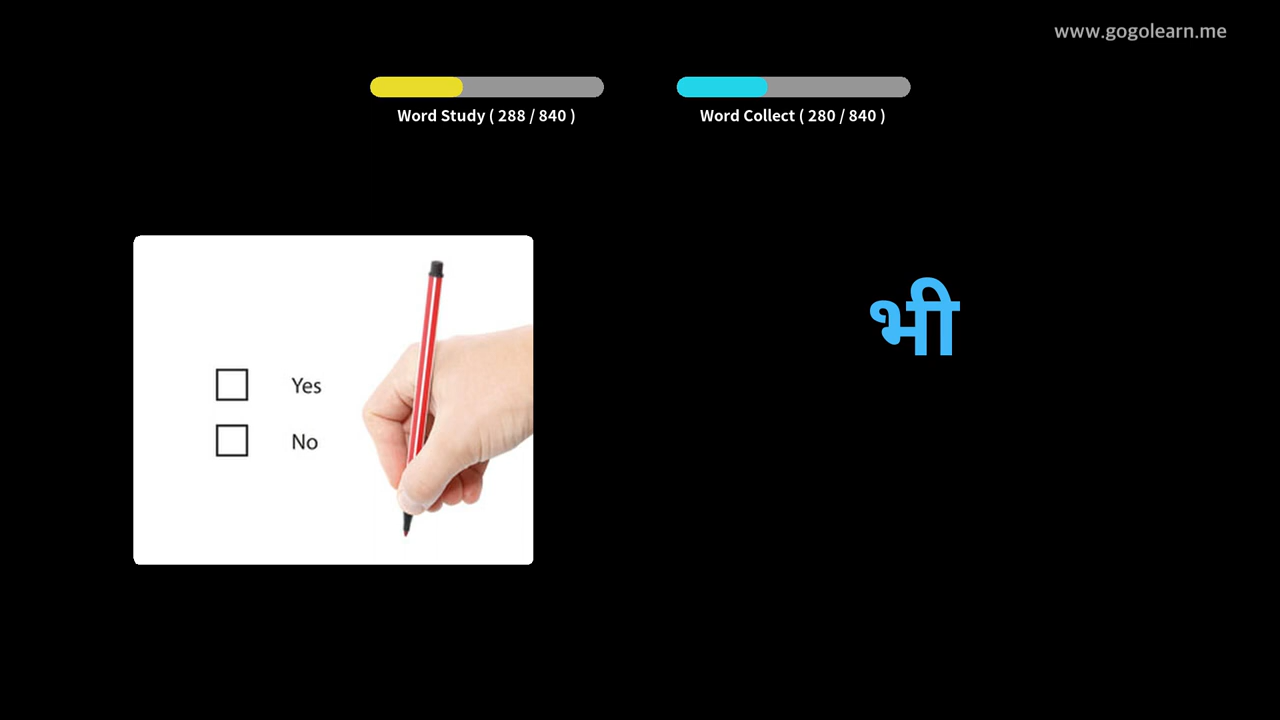 www.gogolearn.me
Word Study ( 288 / 840 )
Word Collect ( 280 / 840 )
भी
Yes
No